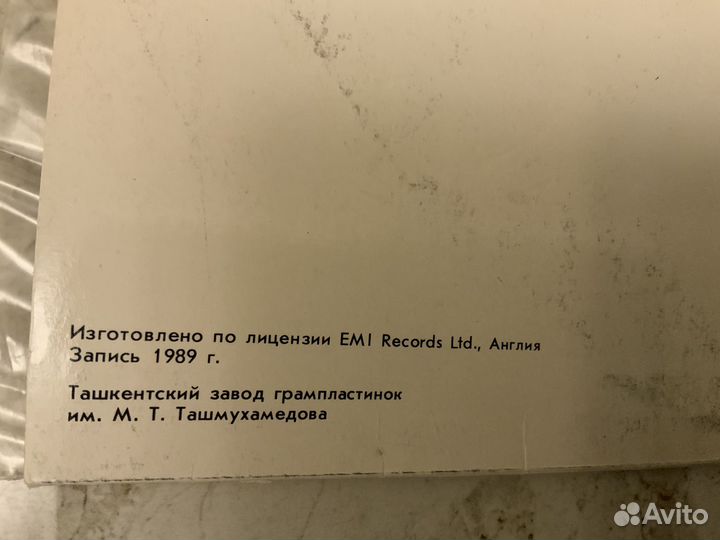 Изготовлено по лицензии EMI Records Ltd., Англия
Запись 1989 г.
Ташкентский завод грампластинок
им. М. Т. Ташмухамедова
Avito